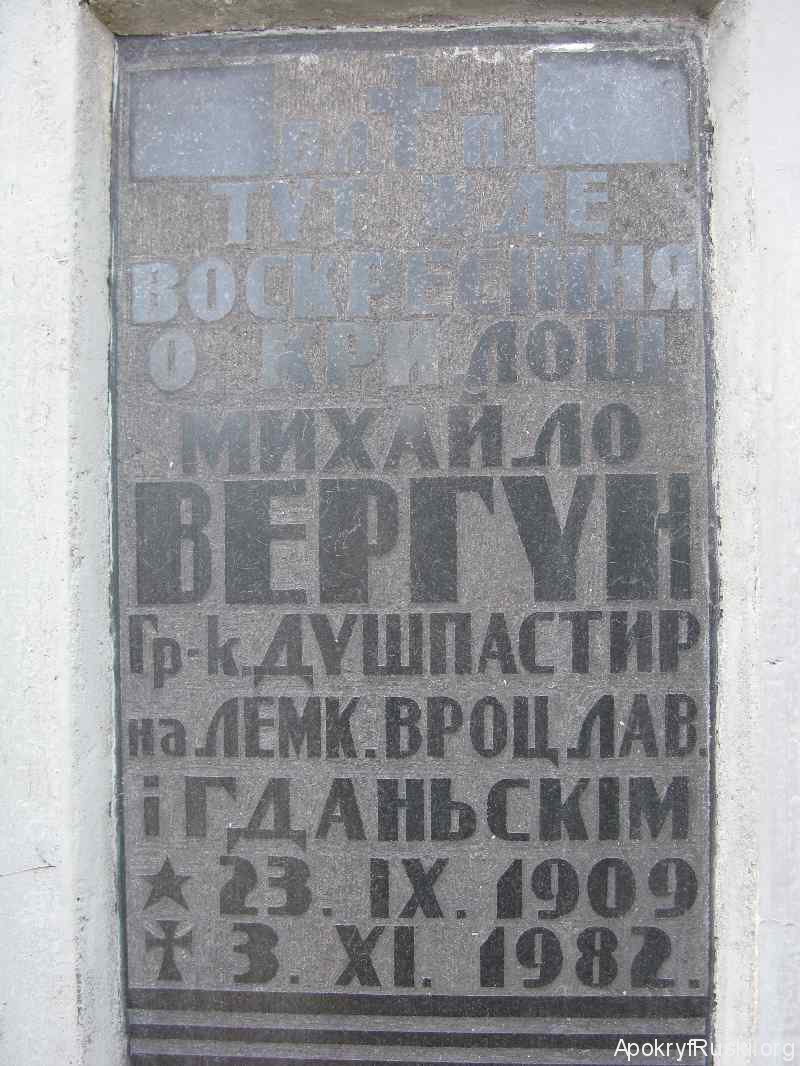 ТУТ ЖДЕ
ВОСКРЕСІННЯ
О. КРИЛОШ
МИХАЙЛО
ВЕРГУН
Гр-к. ДУШПАСТИР
на ЛЕМК. ВРОЦЛАВ.
і ГДАНЬСКІМ
23. IX. 1909
3. XI. 1982.
ApokryfRuski.org